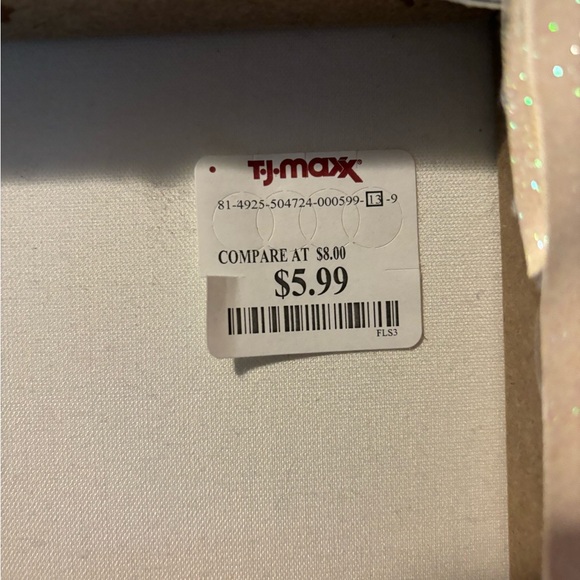 T·J·maxx®
81-4925-504724-000599-13-9
COMPARE AT $8.00
$5.99
FLS3